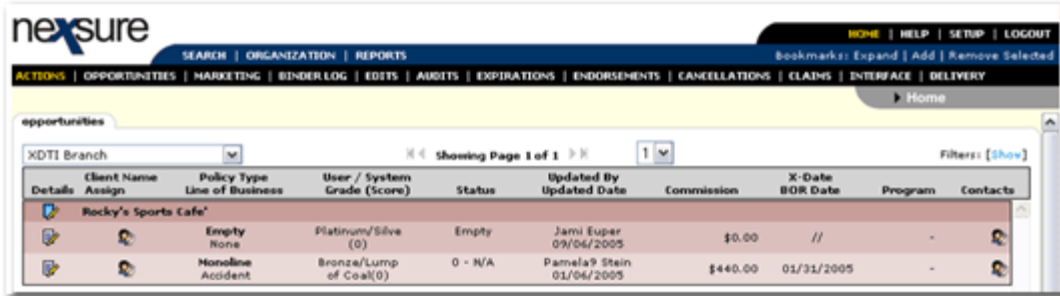 nexsure
HOME | HELP | SETUP | LOGOUT
SEARCH | ORGANIZATION | REPORTS
Bookmarks: Expand | Add | Remove Selected
ACTIONS | OPPORTUNITIES | MARKETING | BINDER LOG | EDITS | AUDITS | EXPIRATIONS | ENDORSEMENTS | CANCELLATIONS | CLAIMS | INTERFACE | DELIVERY
Home
opportunities
XDTI Branch Showing Page 1 of 1 1 Filters: [Show]
Client Name Policy Type User / System Updated By X-Date
Details Assign Line of Business Grade (Score) Status Updated Date Commission BOR Date Program Contacts
Rocky's Sports Cafe'
Empty Platinum/Silve Empty Jami Euper $0.00 // -
None (0) 09/06/2005
Monoline Bronze/Lump 0 - N/A Pamela9 Stein $440.00 01/31/2005 -
Accident of Coal(0) 01/06/2005